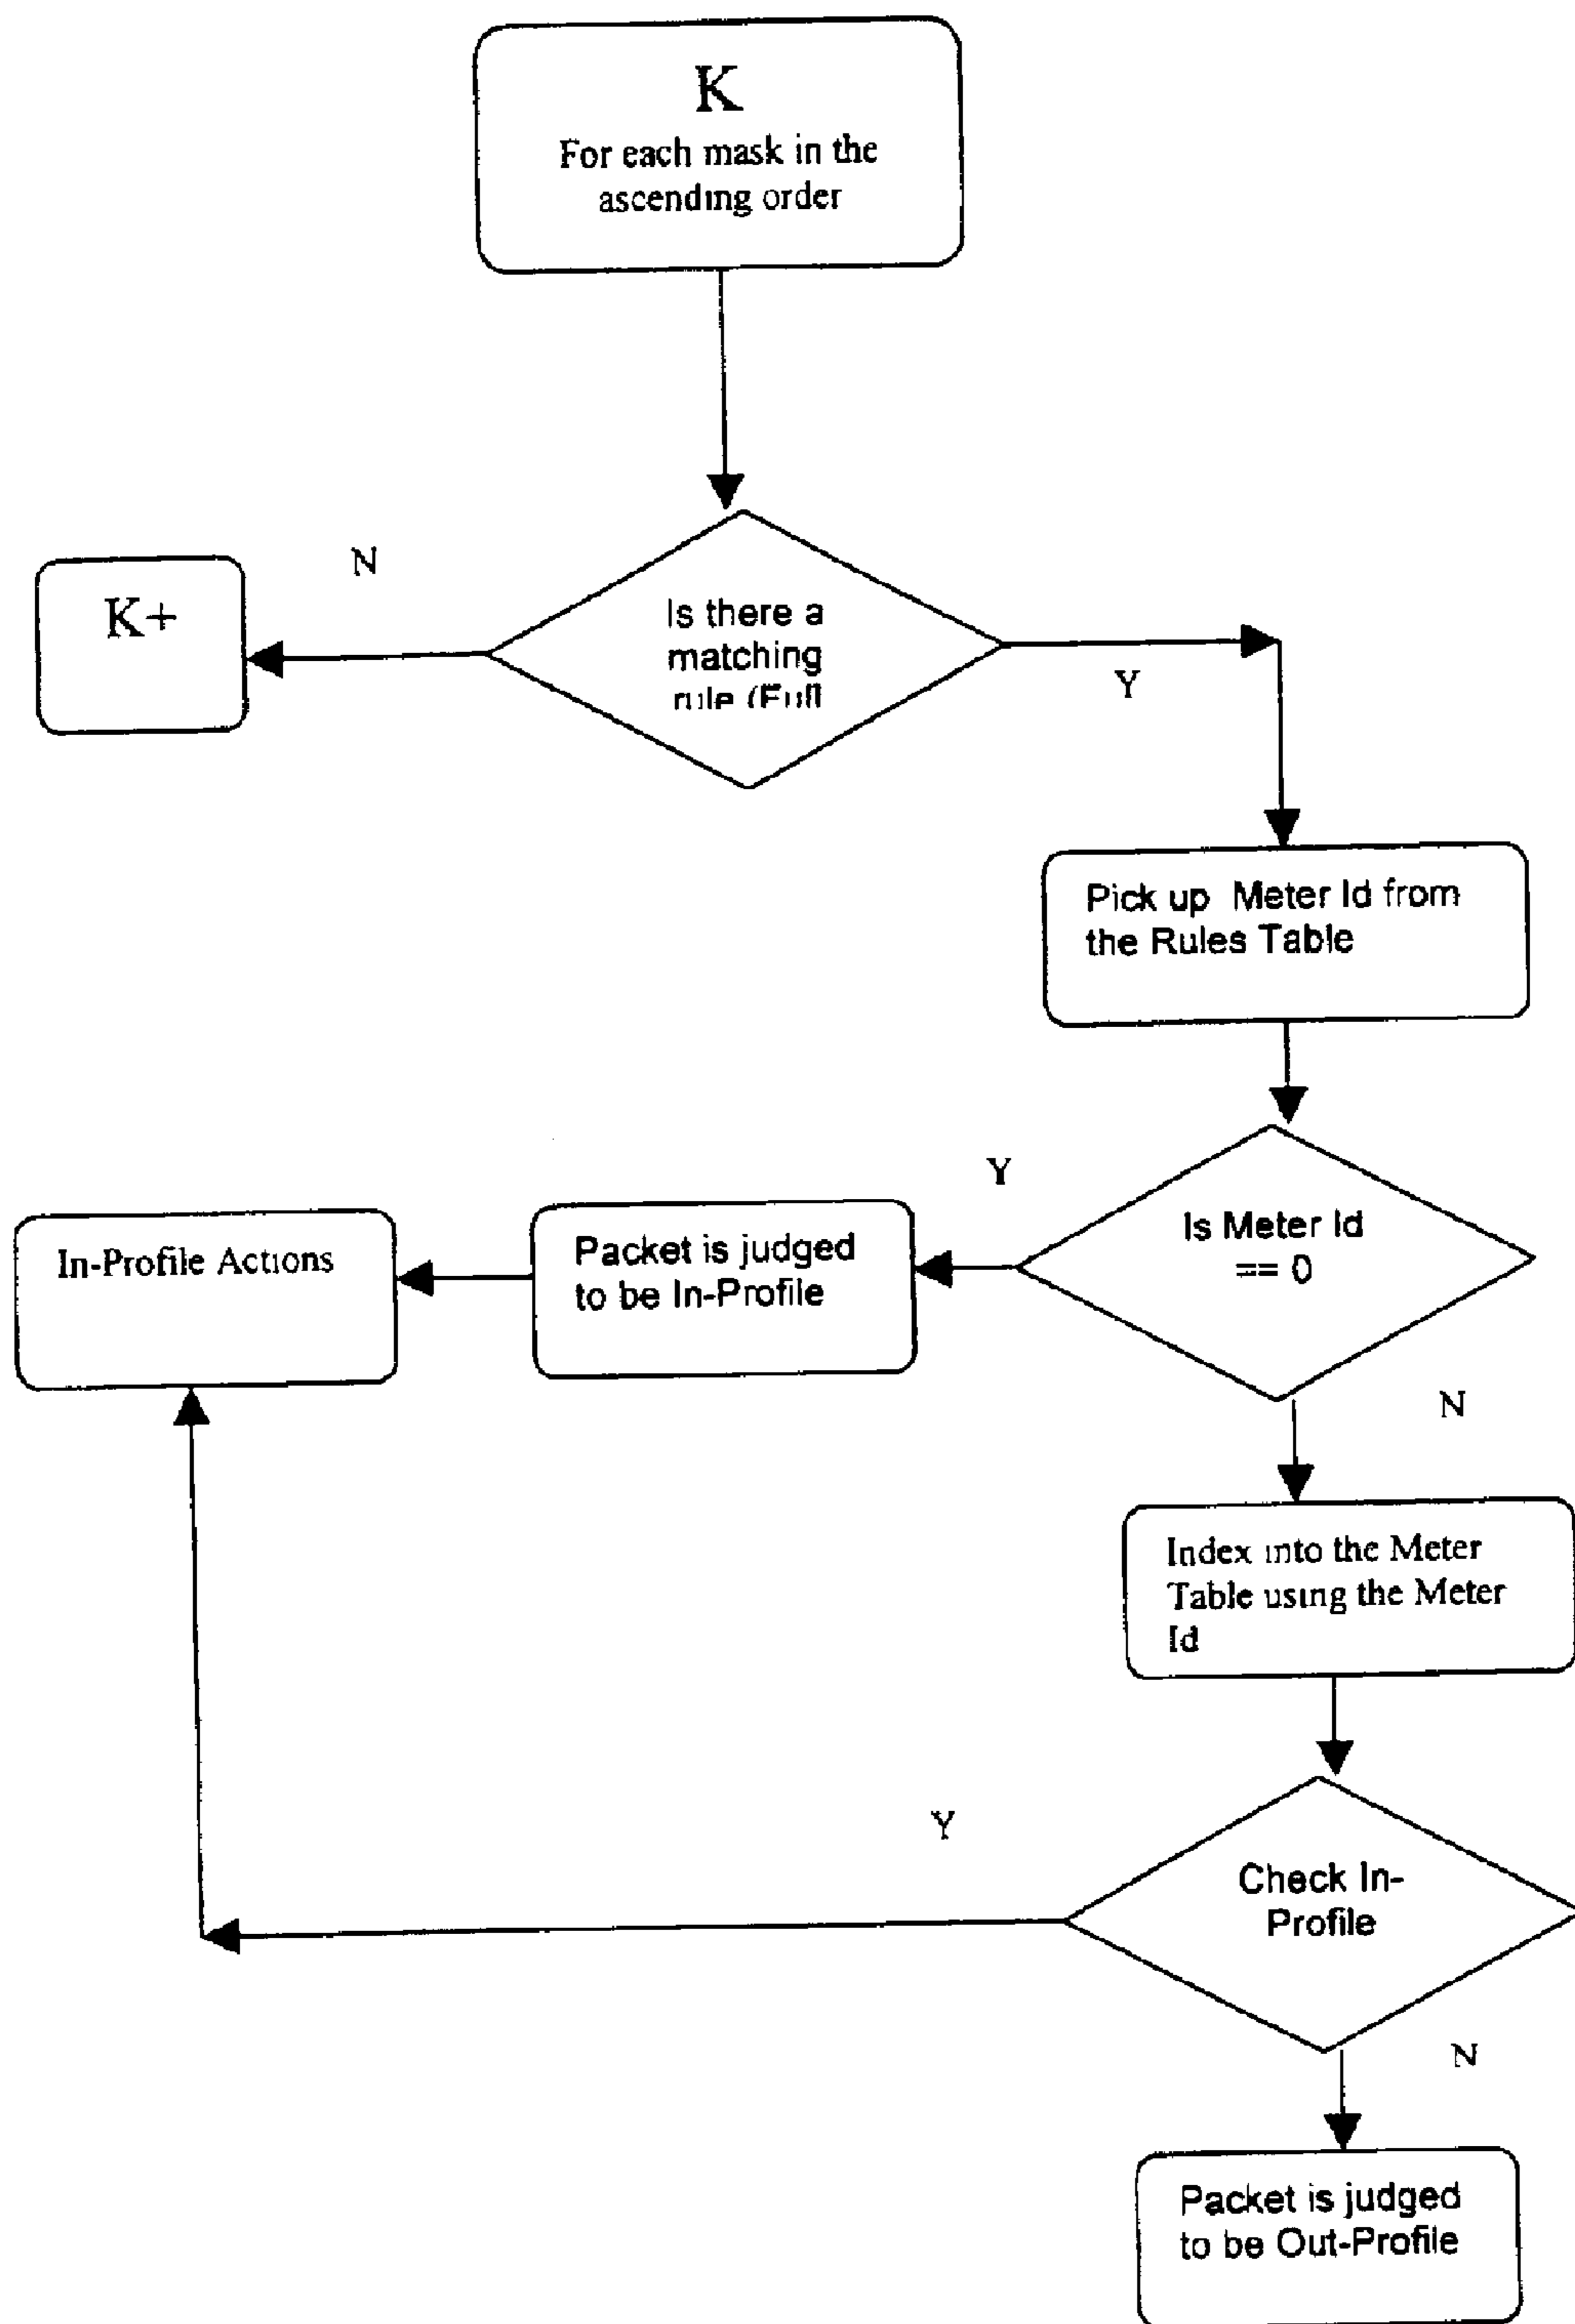 K
For each mask in the
ascending order
N
K+
Is there a
matching
rule (Full
Y
Pick up Meter Id from
the Rules Table
Y
Is Meter Id
== 0
Packet is judged
to be In-Profile
In-Profile Actions
N
Index into the Meter
Table using the Meter
Id
Y
Check In-
Profile
N
Packet is judged
to be Out-Profile